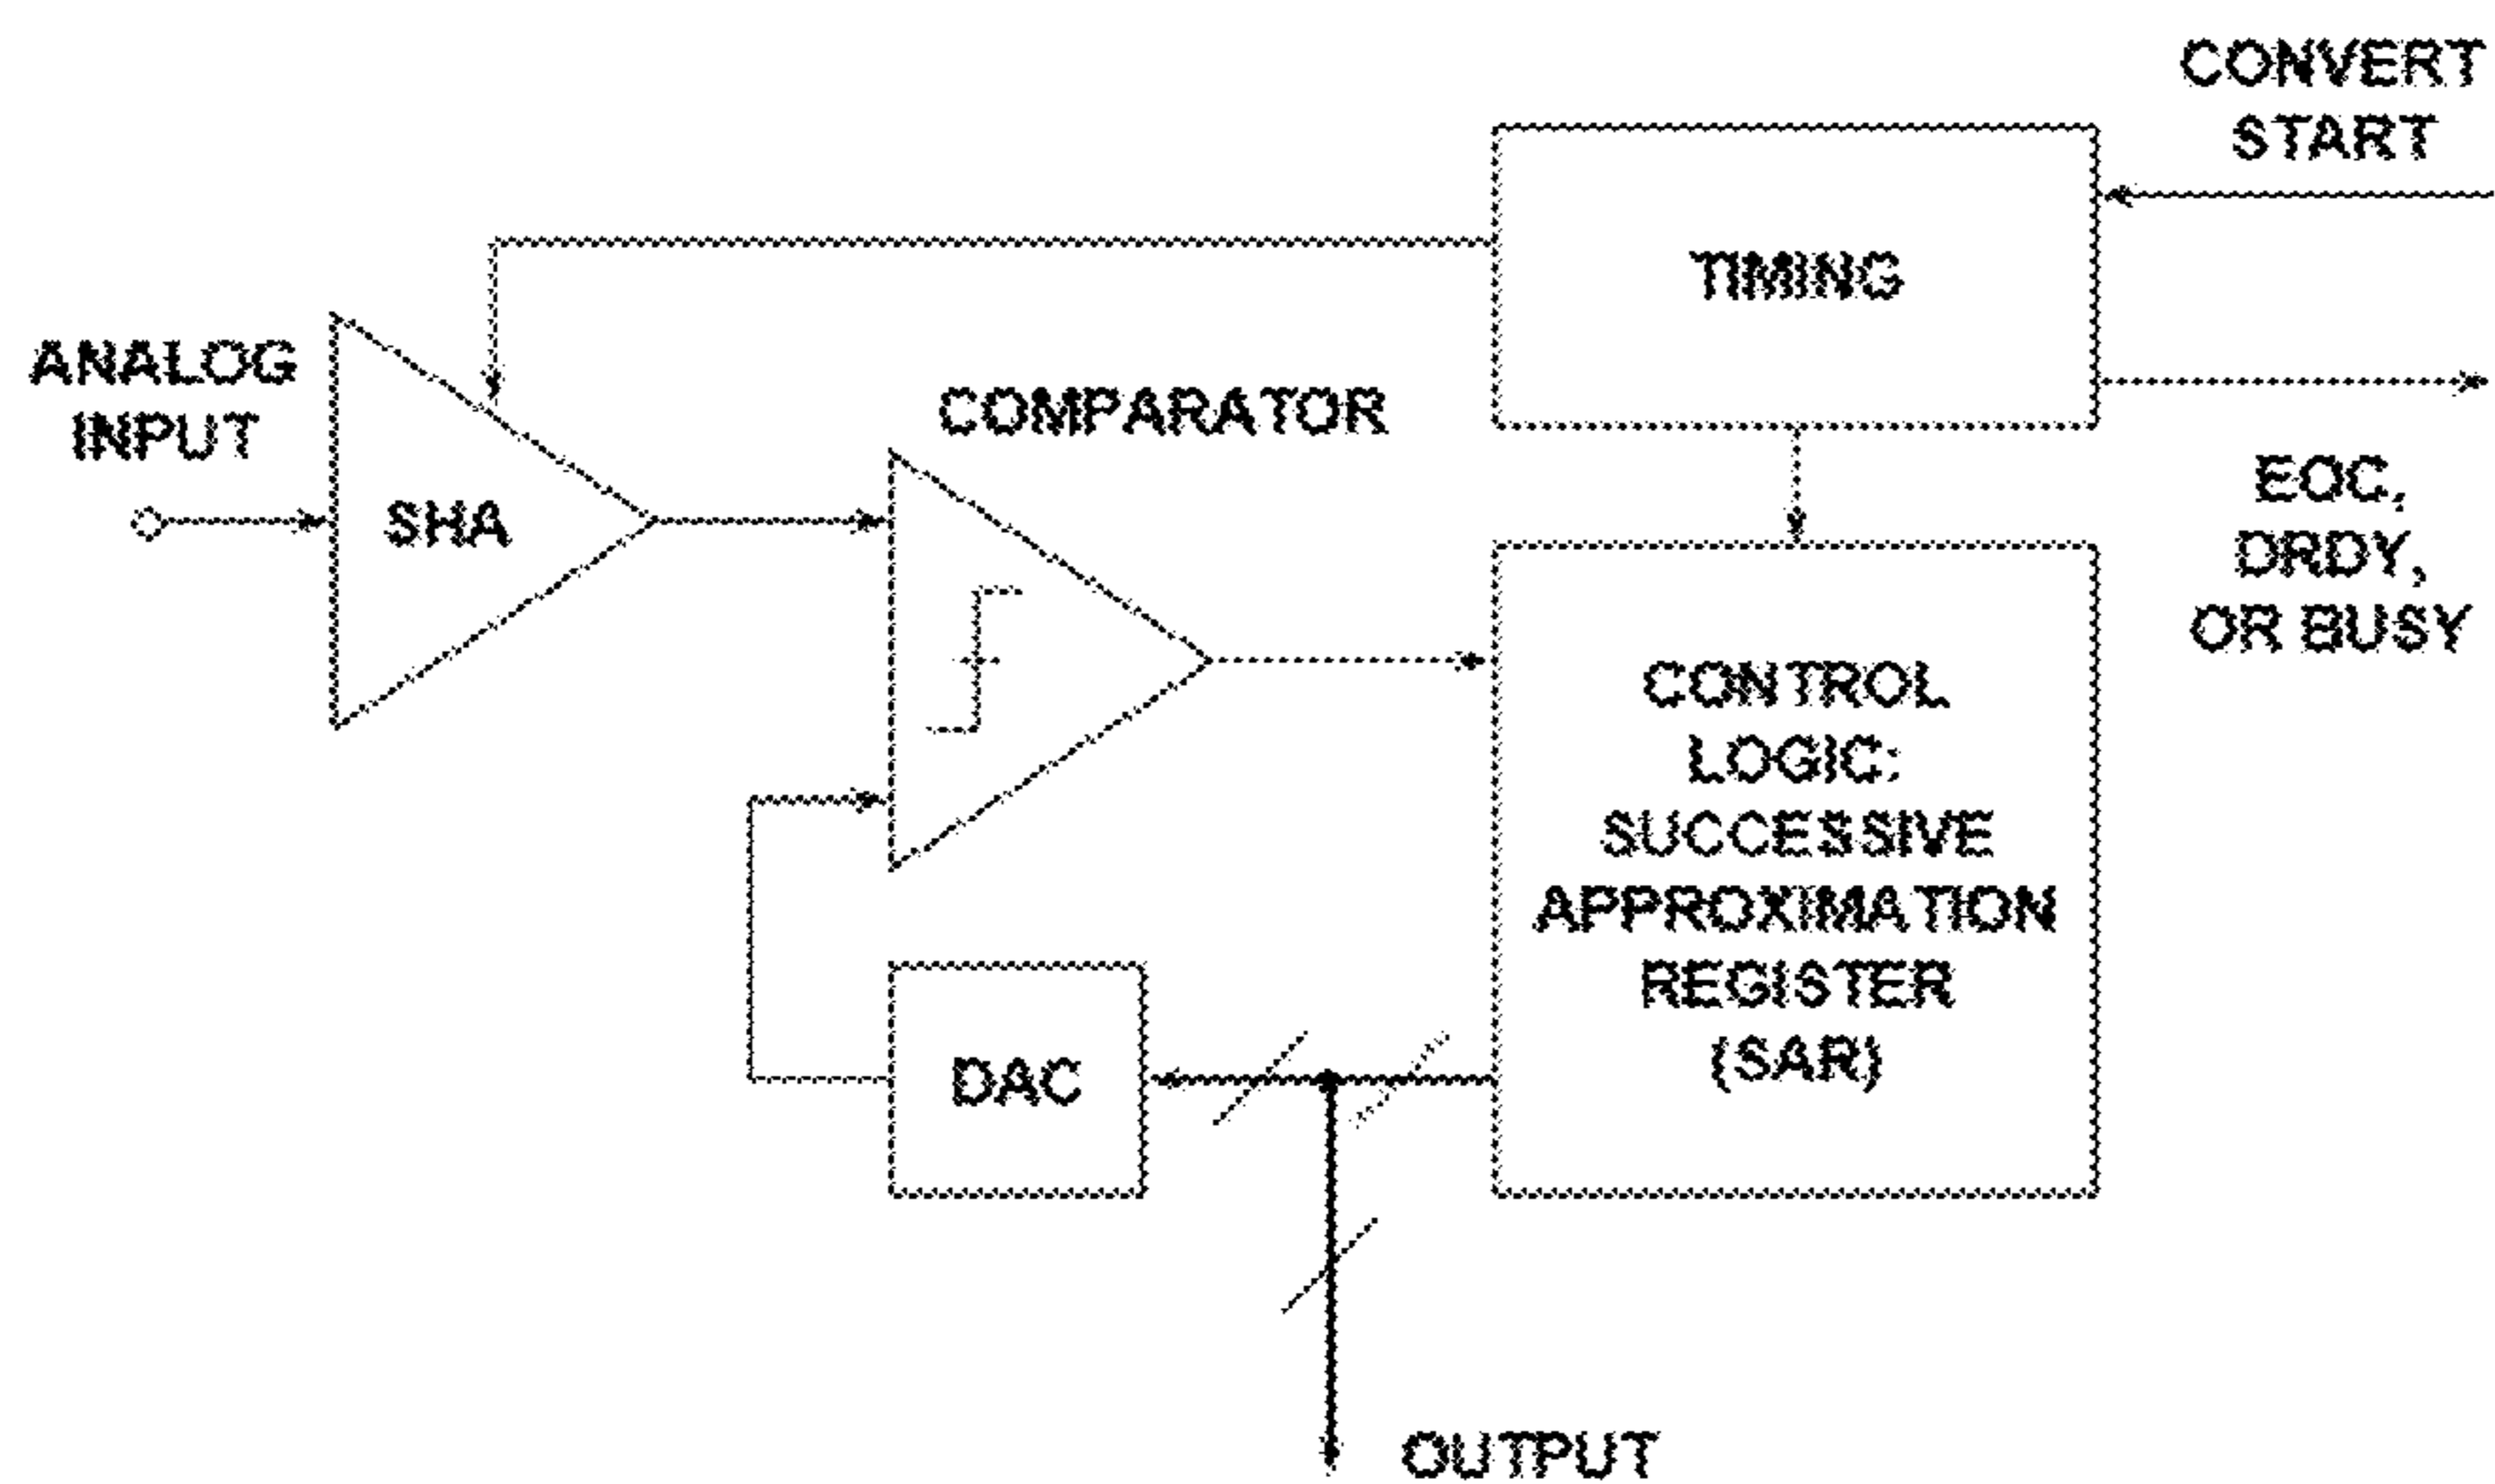 CONVERT
START
TIMING
ANALOG
INPUT
COMPARATOR
SHA
EOC,
DRDY,
OR BUSY
CONTROL
LOGIC:
SUCCESSIVE
APPROXIMATION
REGISTER
(SAR)
DAC
OUTPUT